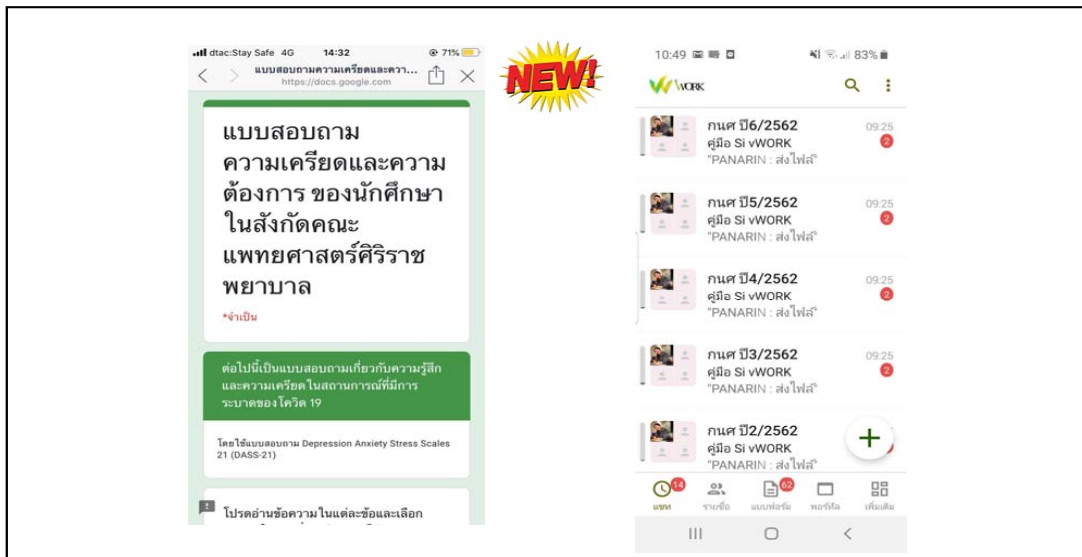 dtac:Stay Safe 4G 14:32 71%
แบบสอบถามความเครียดและควา...
https://docs.google.com
แบบสอบถาม
ความเครียดและความ
ต้องการ ของนักศึกษา
ในสังกัดคณะ
แพทยศาสตร์ศิริราช
พยาบาล
*จำเป็น
ต่อไปนี้เป็นแบบสอบถามเกี่ยวกับความรู้สึก
และความเครียด ในสถานการณ์ที่มีการ
ระบาดของ โควิด 19
โดยใช้แบบสอบถาม Depression Anxiety Stress Scales
21 (DASS-21)
โปรดอ่านข้อความ ในแต่ละข้อและเลือก
NEW!
10:49 83%
WORK
กนศ ปี6/2562 09:25
คู่มือ Si vWORK 2
"PANARIN : ส่งไฟล์"
กนศ ปี5/2562 09:25
คู่มือ Si vWORK 2
"PANARIN : ส่งไฟล์"
กนศ ปี4/2562 09:25
คู่มือ Si vWORK 2
"PANARIN : ส่งไฟล์"
กนศ ปี3/2562 09:25
คู่มือ Si vWORK 2
"PANARIN : ส่งไฟล์"
กนศ ปี2/2562
คู่มือ Si vWORK
"PANARIN : ส่งไฟล์"
14 62
แชท รายชื่อ แบบฟอร์ม พอร์ทัล เพิ่มเติม